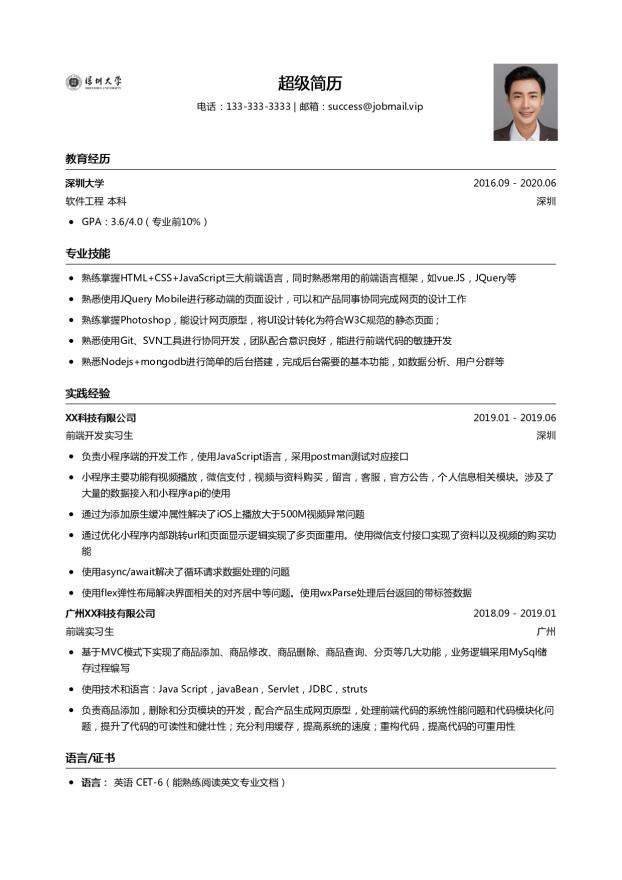 深圳大学
超级简历
电话：133-333-3333 | 邮箱：success@jobmail.vip
教育经历
深圳大学 2016.09 - 2020.06
软件工程 本科 深圳
• GPA：3.6/4.0（专业前10%）
专业技能
• 熟练掌握HTML+CSS+JavaScript三大前端语言，同时熟悉常用的前端语言框架，如vue.JS，JQuery等
• 熟悉使用JQuery Mobile进行移动端的页面设计，可以和产品同事协同完成网页的设计工作
• 熟练掌握Photoshop，能设计网页原型，将UI设计转化为符合W3C规范的静态页面；
• 熟悉使用Git、SVN工具进行协同开发，团队配合意识良好，能进行前端代码的敏捷开发
• 熟悉Nodejs+mongodb进行简单的后台搭建，完成后台需要的基本功能，如数据分析、用户分群等
实践经验
XX科技有限公司 2019.01 - 2019.06
前端开发实习生 深圳
• 负责小程序端的开发工作，使用JavaScript语言，采用postman测试对应接口
• 小程序主要功能有视频播放，微信支付，视频与资料购买，留言，客服，官方公告，个人信息相关模块。涉及了
大量的数据接入和小程序api的使用
• 通过为添加原生缓冲属性解决了iOS上播放大于500M视频异常问题
• 通过优化小程序内部跳转url和页面显示逻辑实现了多页面重用。使用微信支付接口实现了资料以及视频的购买功
能
• 使用async/await解决了循环请求数据处理的问题
• 使用flex弹性布局解决界面相关的对齐居中等问题。使用wxParse处理后台返回的带标签数据
广州XX科技有限公司 2018.09 - 2019.01
前端实习生 广州
• 基于MVC模式下实现了商品添加、商品修改、商品删除、商品查询、分页等几大功能，业务逻辑采用MySql储
存过程编写
• 使用技术和语言：Java Script，javaBean，Servlet，JDBC，struts
• 负责商品添加，删除和分页模块的开发，配合产品生成网页原型，处理前端代码的系统性能问题和代码模块化问
题，提升了代码的可读性和健壮性；充分利用缓存，提高系统的速度；重构代码，提高代码的可重用性
语言/证书
• 语言： 英语 CET-6（能熟练阅读英文专业文档）